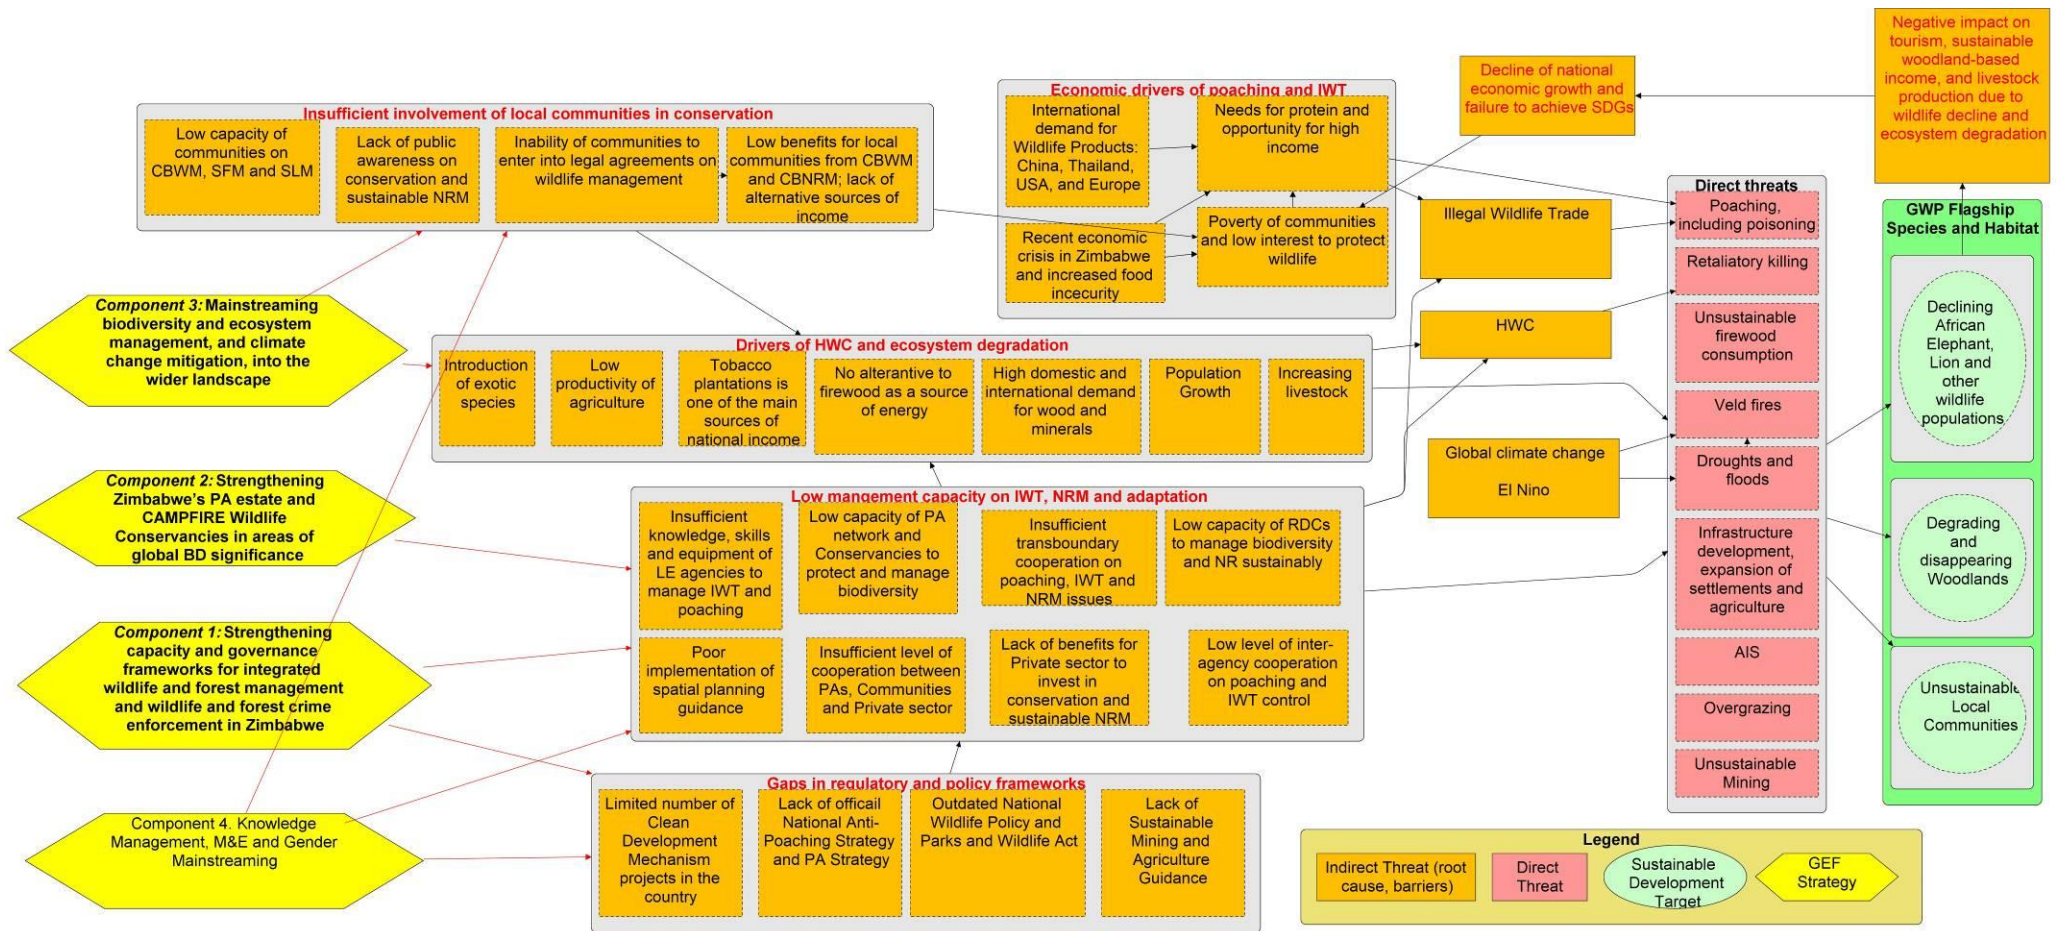 Negative impact on
tourism, sustainable
woodland-based
income, and livestock
production due to
wildlife decline and
ecosystem degradation
Decline of national
economic growth and
failure to achieve SDGs
Insufficient involvement of local communities in conservation
Low capacity of
communities on
CBWM, SFM and SLM
Lack of public
awareness on
conservation and
sustainable NRM
Inability of communities to
enter into legal agreements on
wildlife management
Low benefits for local
communities from CBWM
and CBNRM; lack of
alternative sources of
income
Economic drivers of poaching and IWT
International
demand for
Wildlife Products:
China, Thailand,
USA, and Europe
Needs for protein and
opportunity for high
income
Recent economic
crisis in Zimbabwe
and increased food
incecurity
Poverty of communities
and low interest to protect
wildlife
Illegal Wildlife Trade
HWC
Global climate change
El Nino
Direct threats
Poaching,
including poisoning
Retaliatory killing
Unsustainable
firewood
consumption
Veld fires
Droughts and
floods
Infrastructure
development,
expansion of
settlements and
agriculture
AIS
Overgrazing
Unsustainable
Mining
GWP Flagship
Species and Habitat
Declining
African
Elephant,
Lion and
other
wildlife
populations
Degrading
and
disappearing
Woodlands
Unsustainable
Local
Communities
Component 3: Mainstreaming
biodiversity and ecosystem
management, and climate
change mitigation, into the
wider landscape
Drivers of HWC and ecosystem degradation
Introduction
of exotic
species
Low
productivity of
agriculture
Tobacco
plantations is
one of the main
sources of
national income
No alterantive to
firewood as a source
of energy
High domestic and
international demand
for wood and
minerals
Population
Growth
Increasing
livestock
Component 2: Strengthening
Zimbabwe's PA estate and
CAMPFIRE Wildlife
Conservancies in areas of
global BD significance
Low mangement capacity on IWT, NRM and adaptation
Insufficient
knowledge, skills
and equipment of
LE agencies to
manage IWT and
poaching
Low capacity of PA
network and
Conservancies to
protect and manage
biodiversity
Insufficient
transboundary
cooperation on
poaching, IWT and
NRM issues
Low capacity of RDCs
to manage biodiversity
and NR sustainably
Poor
implementation of
spatial planning
guidance
Insufficient level of
cooperation between
PAs, Communities
and Private sector
Lack of benefits for
Private sector to
invest in
conservation and
sustainable NRM
Low level of inter-
agency cooperation
on poaching and
IWT control
Component 1: Strengthening
capacity and governance
frameworks for integrated
wildlife and forest management
and wildlife and forest crime
enforcement in Zimbabwe
Component 4. Knowledge
Management, M&E and Gender
Mainstreaming
Gaps in regulatory and policy frameworks
Limited number of
Clean
Development
Mechanism
projects in the
country
Lack of officail
National Anti-
Poaching Strategy
and PA Strategy
Outdated National
Wildlife Policy and
Parks and Wildlife Act
Lack of
Sustainable
Mining and
Agriculture
Guidance
Legend
Indirect Threat (root
cause, barriers)
Direct
Threat
Sustainable
Development
Target
GEF
Strategy